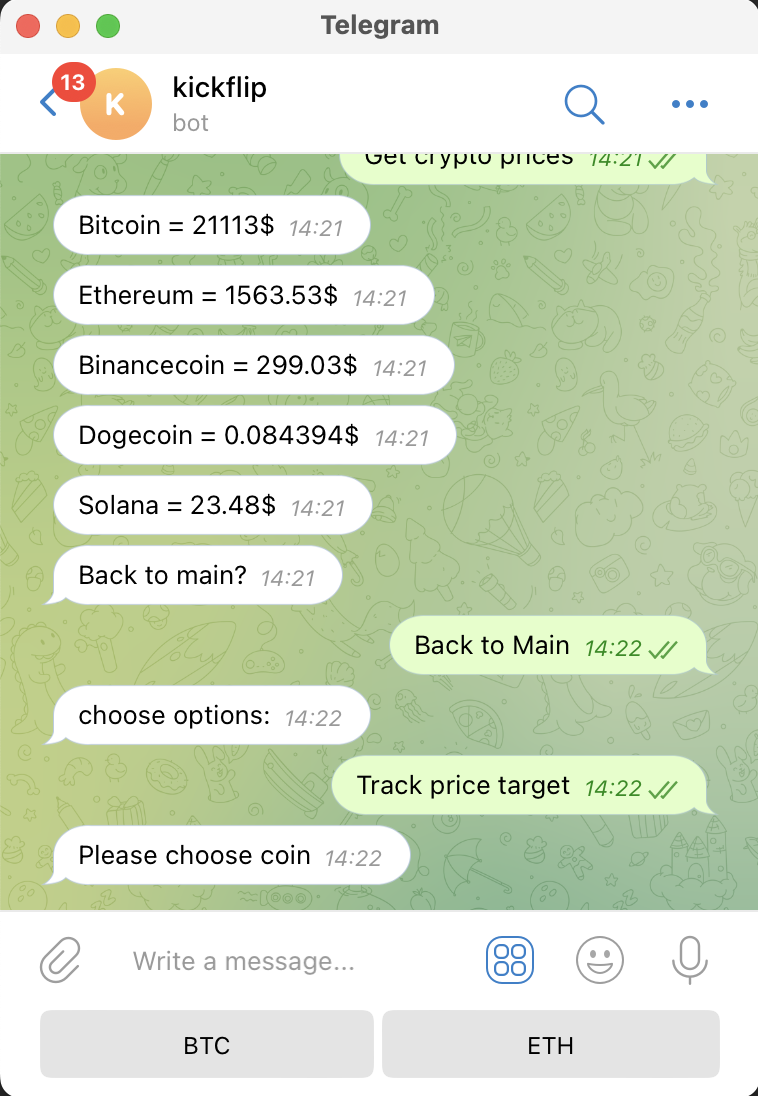 Telegram
13
K
kickflip
bot
Get crypto prices 14:21
Bitcoin = 21113$ 14:21
Ethereum = 1563.53$ 14:21
Binancecoin = 299.03$ 14:21
Dogecoin = 0.084394$ 14:21
Solana = 23.48$ 14:21
Back to main? 14:21
Back to Main 14:22
choose options: 14:22
Track price target 14:22
Please choose coin 14:22
Write a message...
BTC
ETH